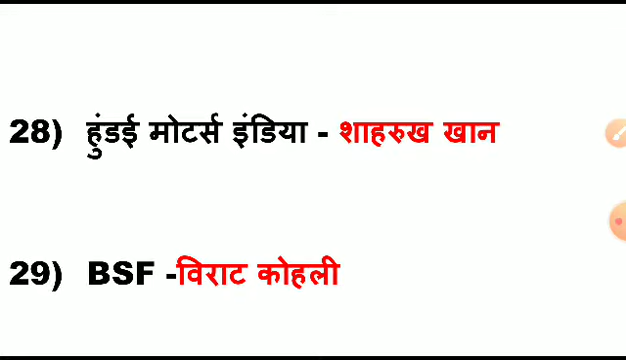 28) हुंडई मोटर्स इंडिया - शाहरुख खान
29) BSF -विराट कोहली